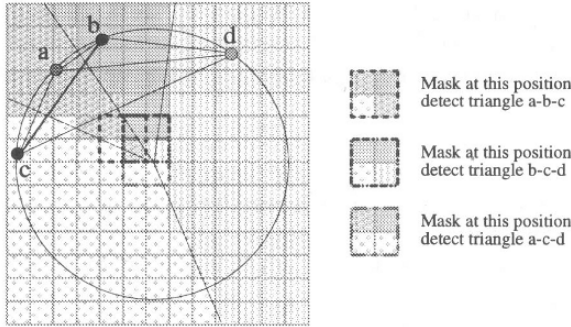 b
d
a
c
Mask at this position
detect triangle a-b-c
Mask at this position
detect triangle b-c-d
Mask at this position
detect triangle a-c-d